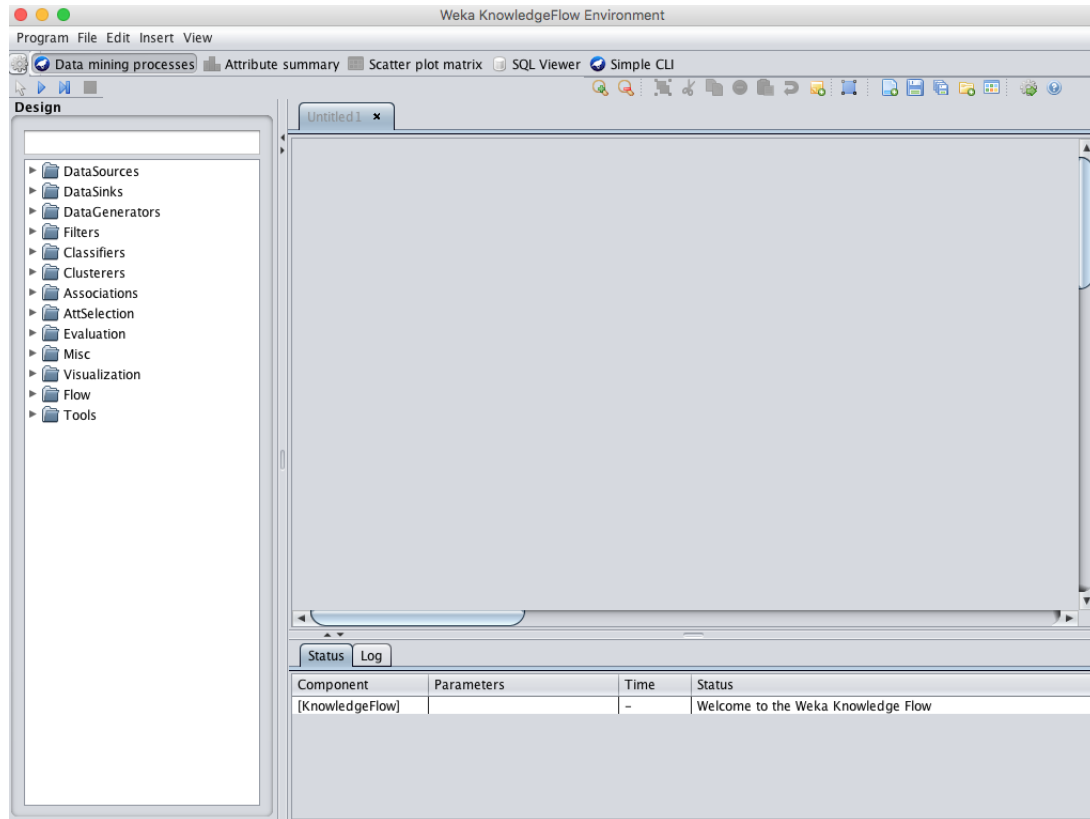 Weka KnowledgeFlow Environment
Program File Edit Insert View
Data mining processes Attribute summary Scatter plot matrix SQL Viewer Simple CLI
Design
Untitled1
DataSources
DataSinks
DataGenerators
Filters
Classifiers
Clusterers
Associations
AttSelection
Evaluation
Misc
Visualization
Flow
Tools
Status Log
Component Parameters Time Status
[KnowledgeFlow] - Welcome to the Weka Knowledge Flow